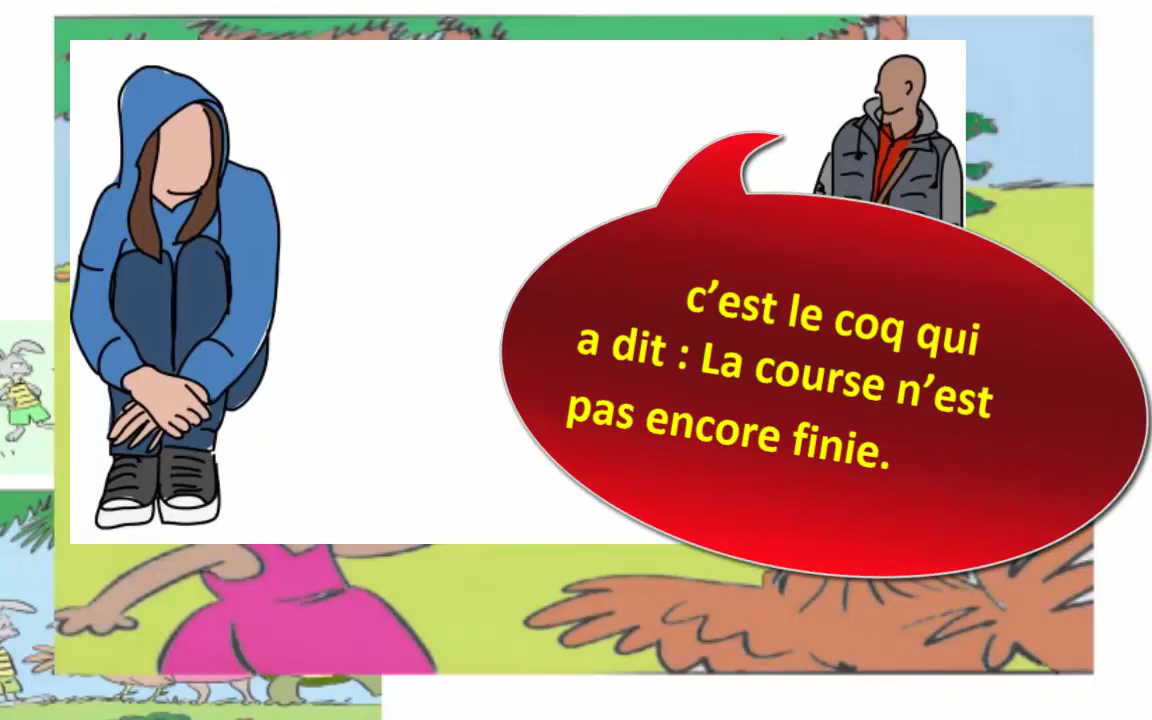 c’est le coq qui
a dit : La course n’est
pas encore finie.